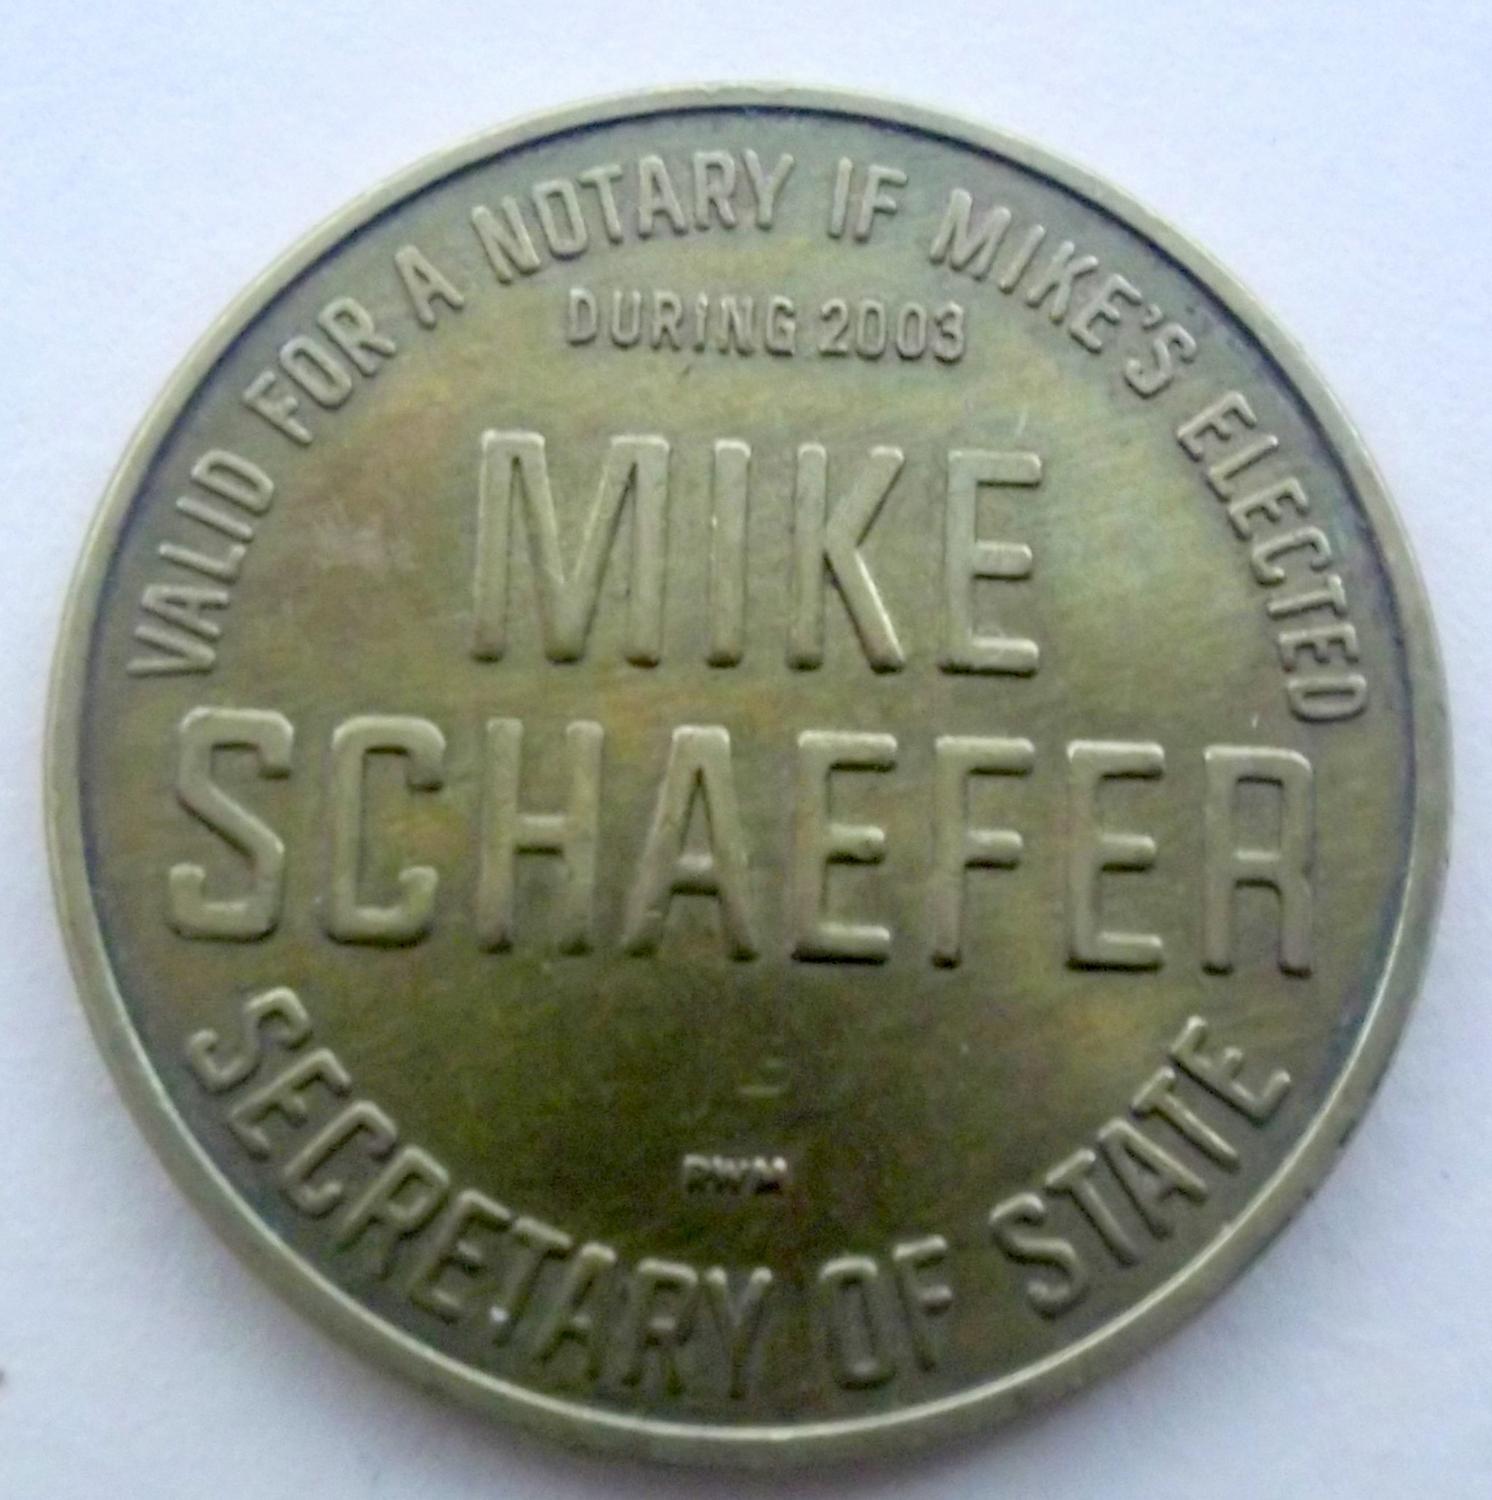 VALID FOR A NOTARY IF MIKE'S ELECTED
DURING 2003
MIKE
SCHAEFER
RWM
SECRETARY OF STATE